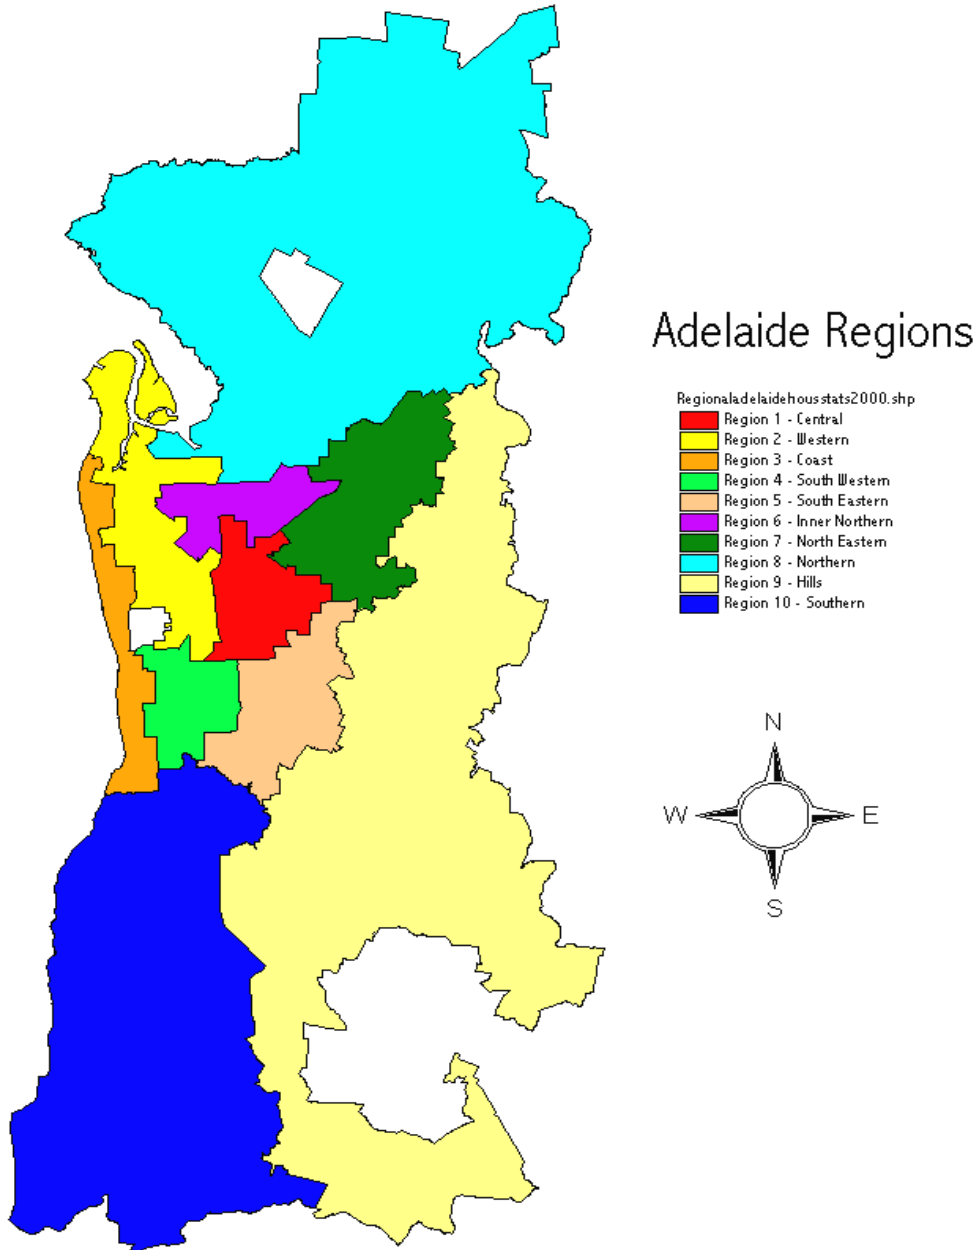 Adelaide Regions
Regionaladelaidehousstats2000.shp
Region 1 - Central
Region 2 - Western
Region 3 - Coast
Region 4 - South Western
Region 5 - South Eastern
Region 6 - Inner Northern
Region 7 - North Eastern
Region 8 - Northern
Region 9 - Hills
Region 10 - Southern
N
W E
S